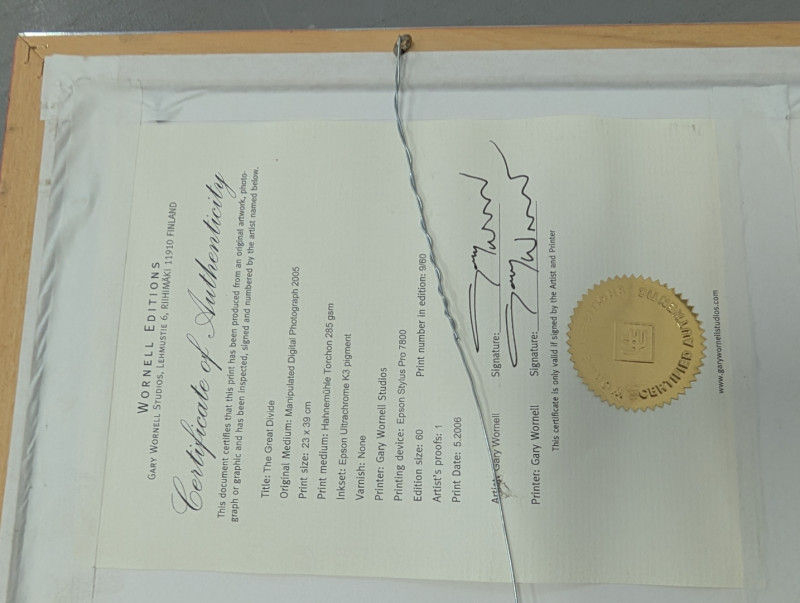 WORNELL EDITIONS
GARY WORNELL STUDIOS, LEHMUSTIE 6, RIIHIMÄKI 11910 FINLAND
Certificate of Authenticity
This document certifies that this print has been produced from an original artwork, photo-
graph or graphic and has been inspected, signed and numbered by the artist named below.
Title: The Great Divide
Original Medium: Manipulated Digital Photograph 2005
Print size: 23 x 39 cm
Print medium: Hahnemühle Torchon 285 gsm
Inkset: Epson Ultrachrome K3 pigment
Varnish: None
Printer: Gary Wornell Studios
Printing device: Epson Stylus Pro 7800
Edition size: 60 Print number in edition: 9/60
Artist's proofs: 1
Print Date: 5.2006
Artist: Gary Wornell Signature: Gary Wornell
Printer: Gary Wornell Signature: Gary Wornell
This certificate is only valid if signed by the Artist and Printer
CERTIFIED
www.garywornellstudios.com